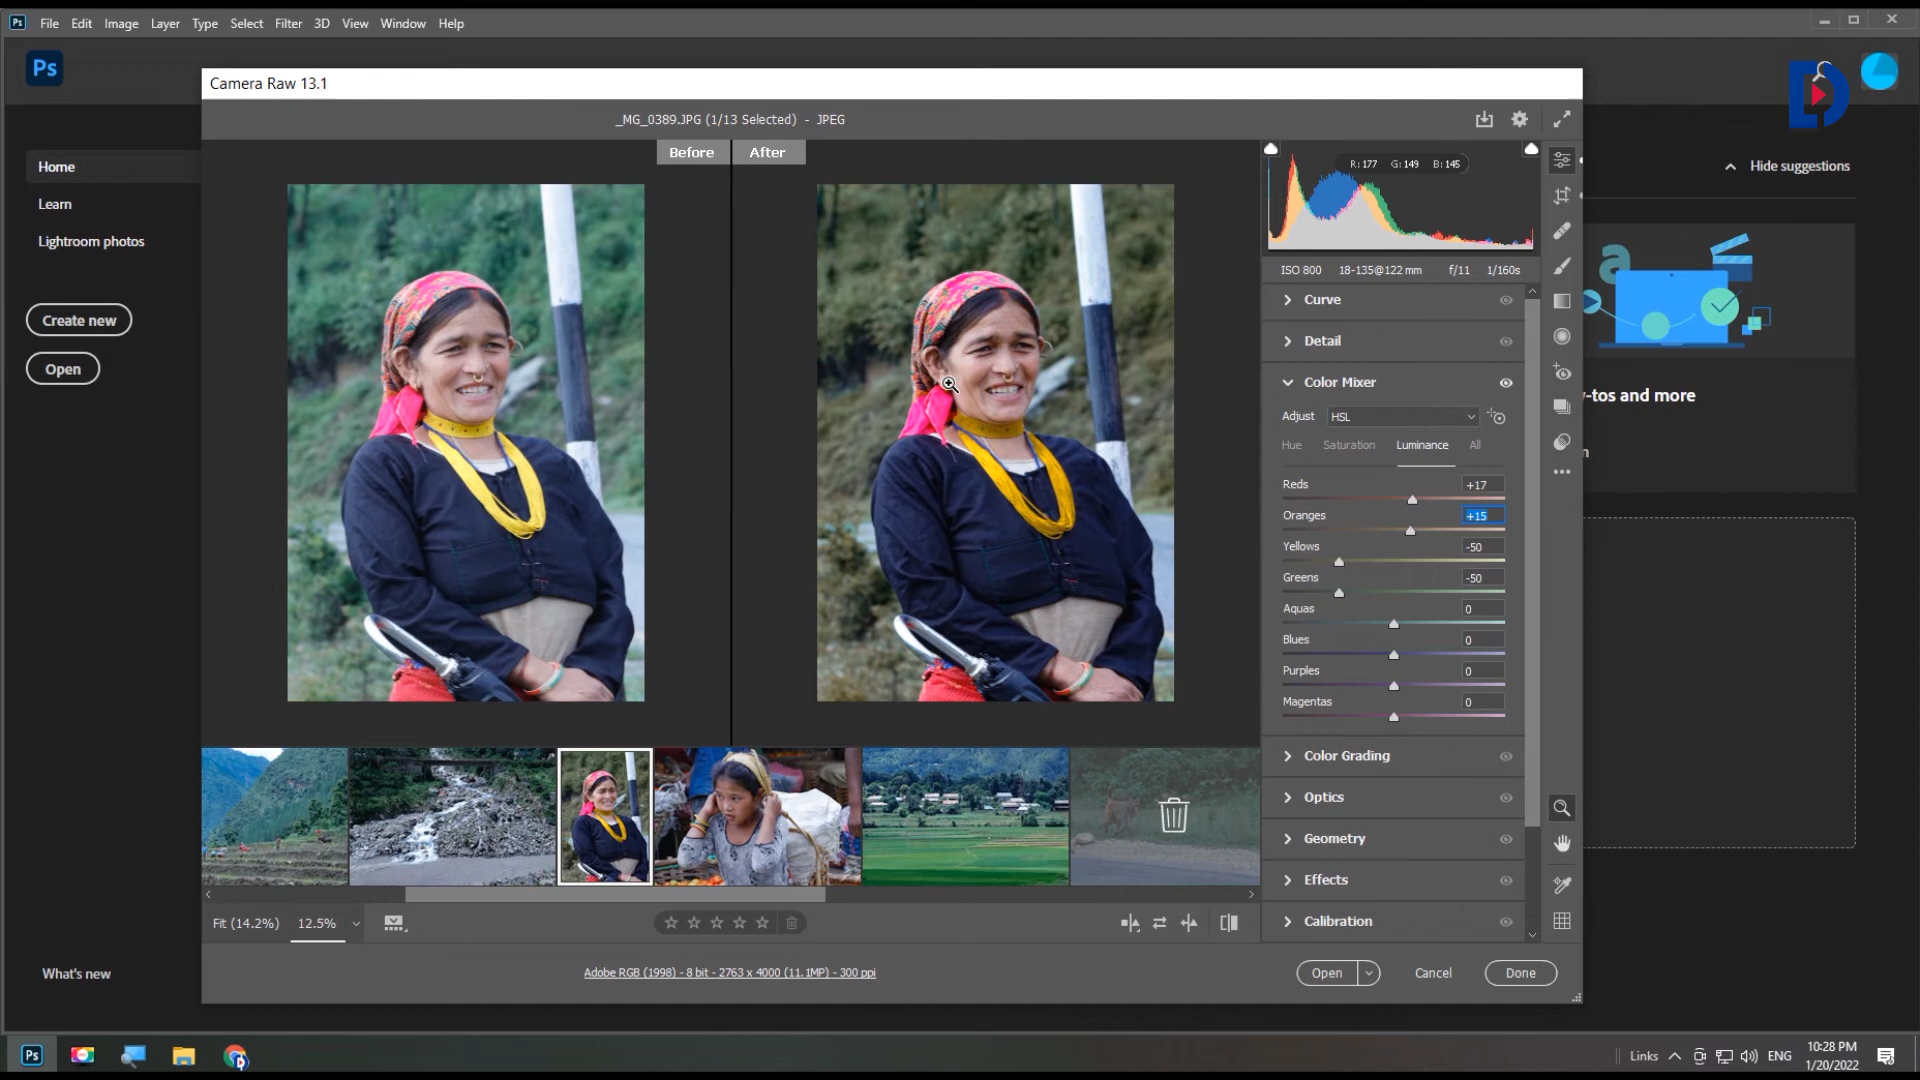 Ps File Edit Image Layer Type Select Filter 3D View Window Help
Ps
Camera Raw 13.1
_MG_0389.JPG (1/13 Selected) - JPEG
Before After
R: 177 G: 149 B: 145
Home
Hide suggestions
Learn
Lightroom photos
ISO 800 18-135@122 mm f/11 1/160s
Curve
Create new
Detail
Open
Color Mixer
-tos and more
Adjust HSL
Hue Saturation Luminance All
Reds +17
Oranges +15
Yellows -50
Greens -50
Aquas 0
Blues 0
Purples 0
Magentas 0
Color Grading
Optics
Geometry
Effects
Fit (14.2%) 12.5%
Calibration
What's new
Adobe RGB (1998) - 8 bit - 2763 x 4000 (11.1MP) - 300 ppi
Open Cancel Done
Ps
Links ENG
10:28 PM
1/20/2022